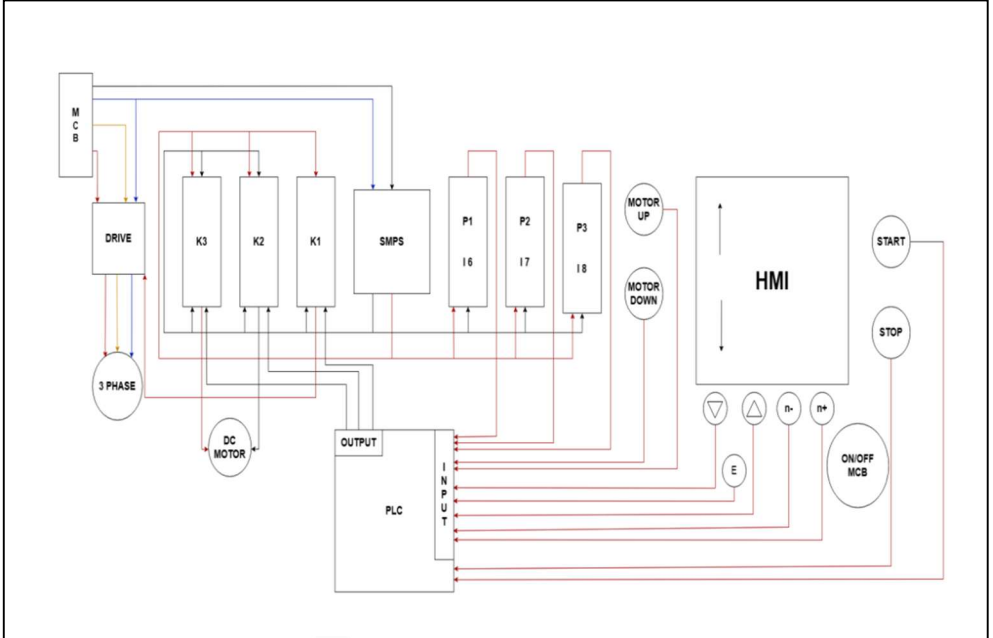 M
C
B
DRIVE
3 PHASE
K3
K2
K1
DC
MOTOR
SMPS
P1
I 6
P2
I 7
P3
I 8
MOTOR
UP
MOTOR
DOWN
HMI
START
STOP
n-
n+
E
ON/OFF
MCB
OUTPUT
I
N
P
U
T
PLC